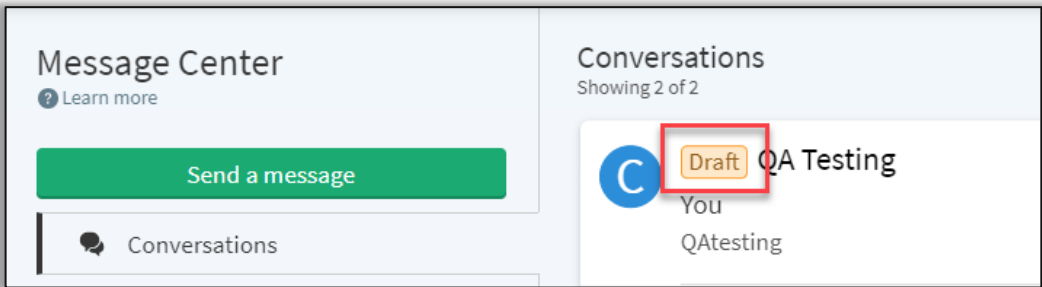 Message Center
? Learn more
Send a message
Conversations
Conversations
Showing 2 of 2
C
Draft QA Testing
You
QAtesting